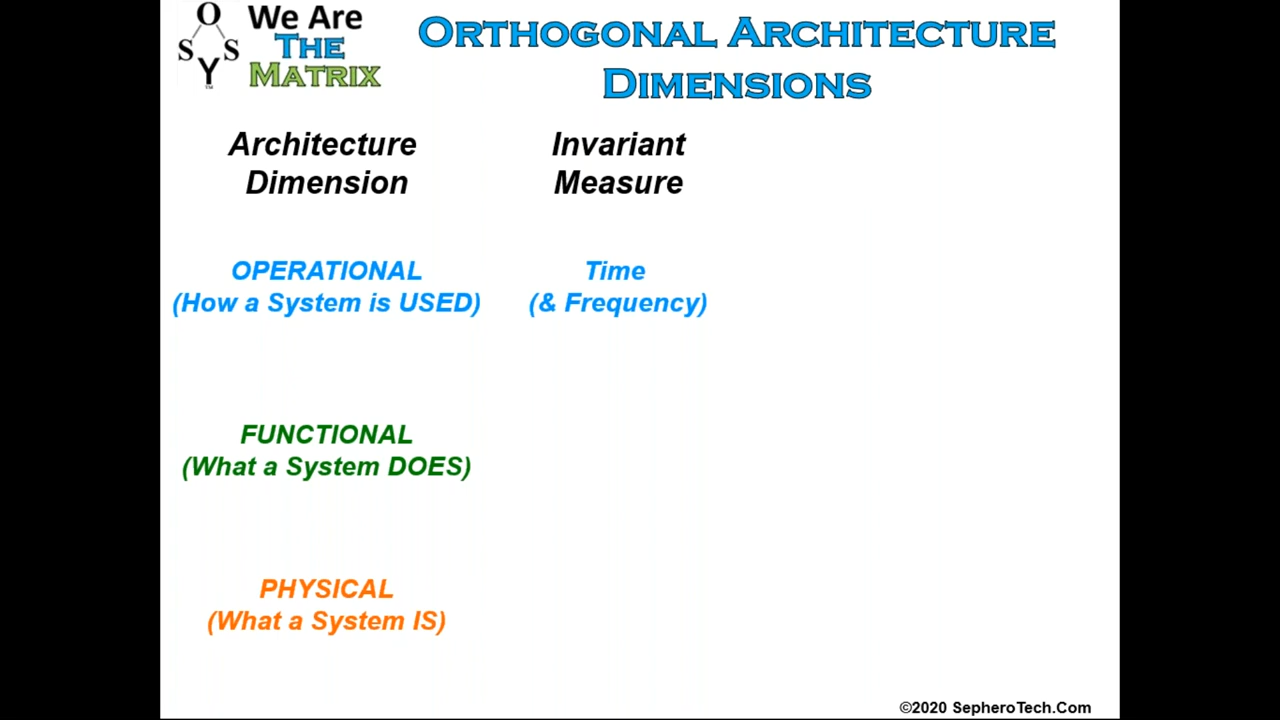 O
S S
Y
™
We Are
THE
MATRIX
ORTHOGONAL ARCHITECTURE
DIMENSIONS
Architecture
Dimension
Invariant
Measure
OPERATIONAL
(How a System is USED)
Time
(& Frequency)
FUNCTIONAL
(What a System DOES)
PHYSICAL
(What a System IS)
©2020 SepheroTech.Com